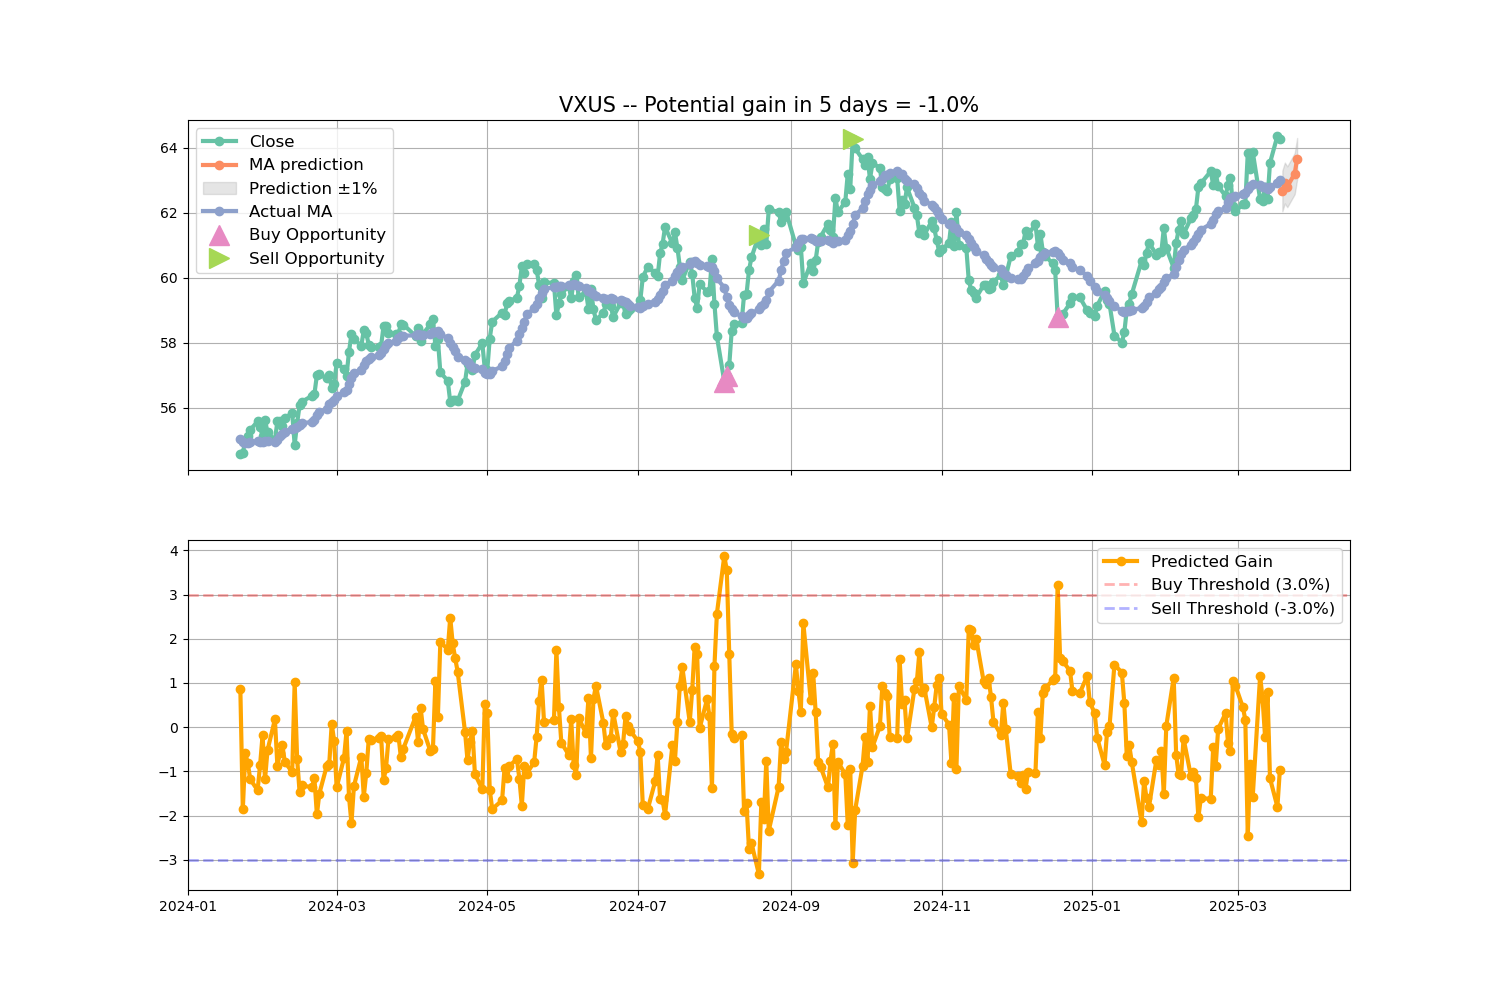 VXUS -- Potential gain in 5 days = -1.0%
Close
MA prediction
Prediction ±1%
Actual MA
Buy Opportunity
Sell Opportunity
64
62
60
58
56
Predicted Gain
Buy Threshold (3.0%)
Sell Threshold (-3.0%)
4
3
2
1
0
−1
−2
−3
2024-01 2024-03 2024-05 2024-07 2024-09 2024-11 2025-01 2025-03